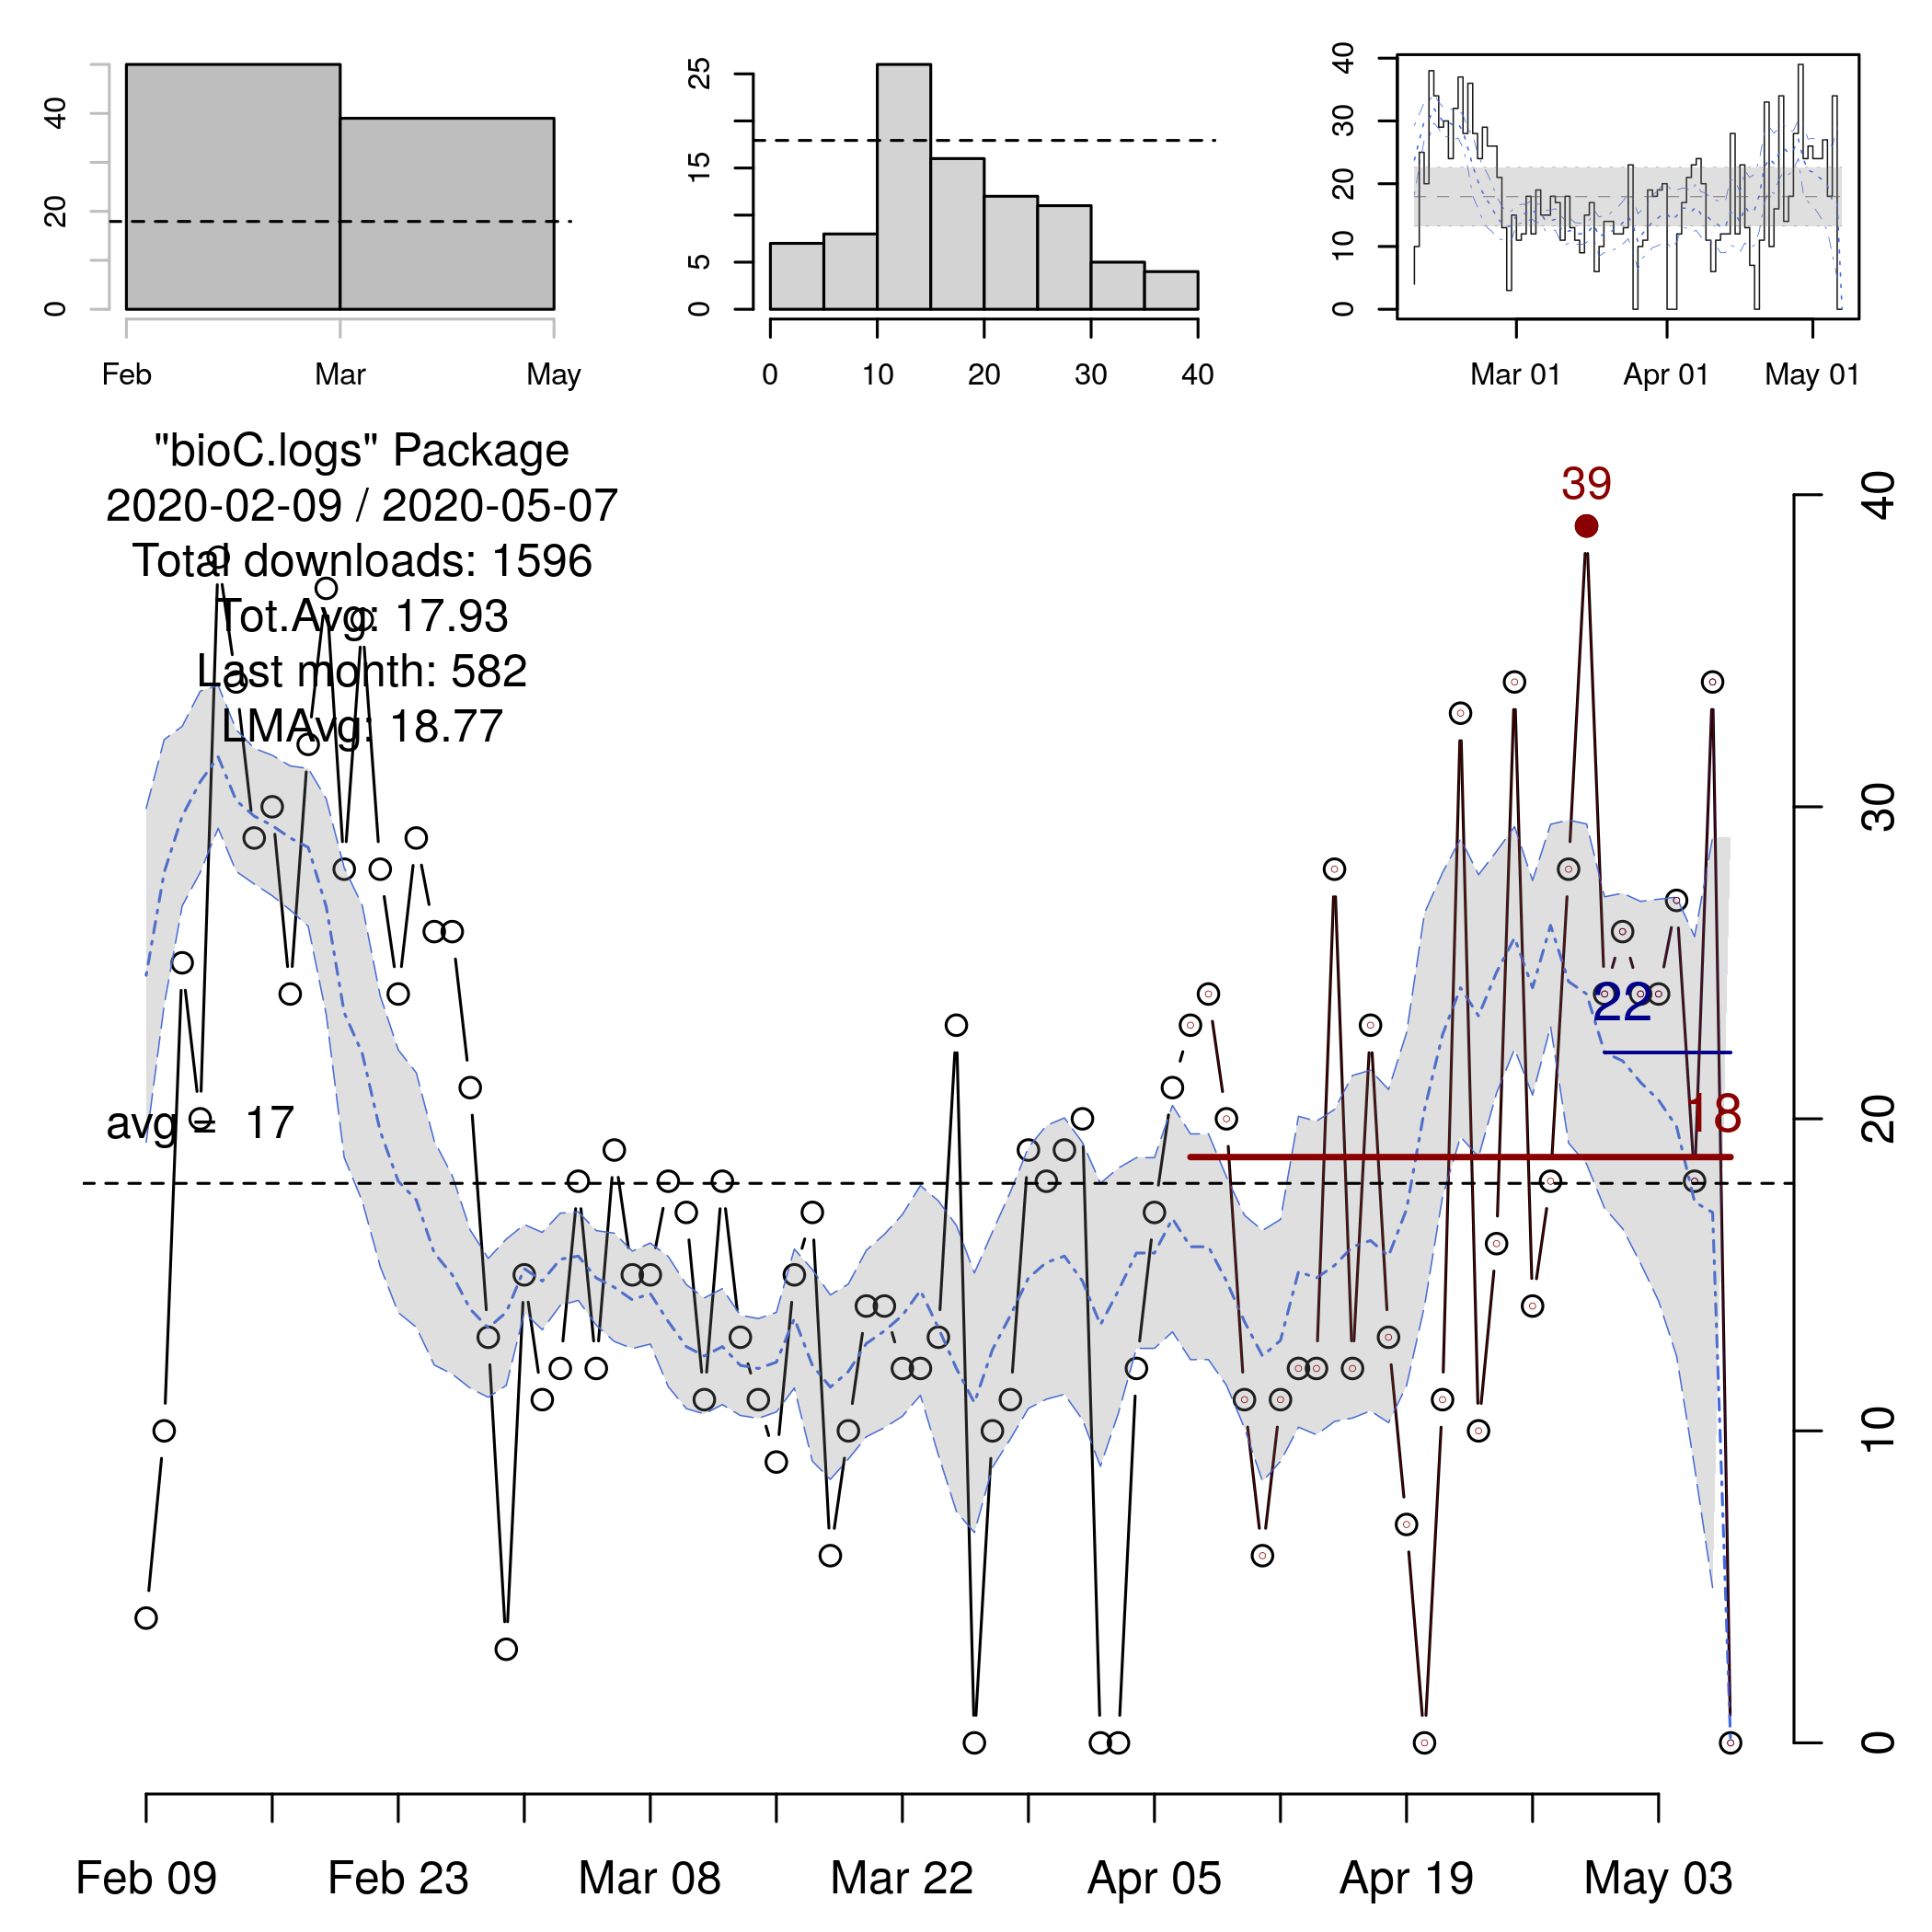 40
20
0
Feb Mar May
25
15
5
0
0 10 20 30 40
40
30
20
10
0
Mar 01 Apr 01 May 01
"bioC.logs" Package
2020-02-09 / 2020-05-07
Total downloads: 1596
Tot.Avg: 17.93
Last month: 582
LMAvg: 18.77
39
22
18
avg = 17
40
30
20
10
0
Feb 09 Feb 23 Mar 08 Mar 22 Apr 05 Apr 19 May 03